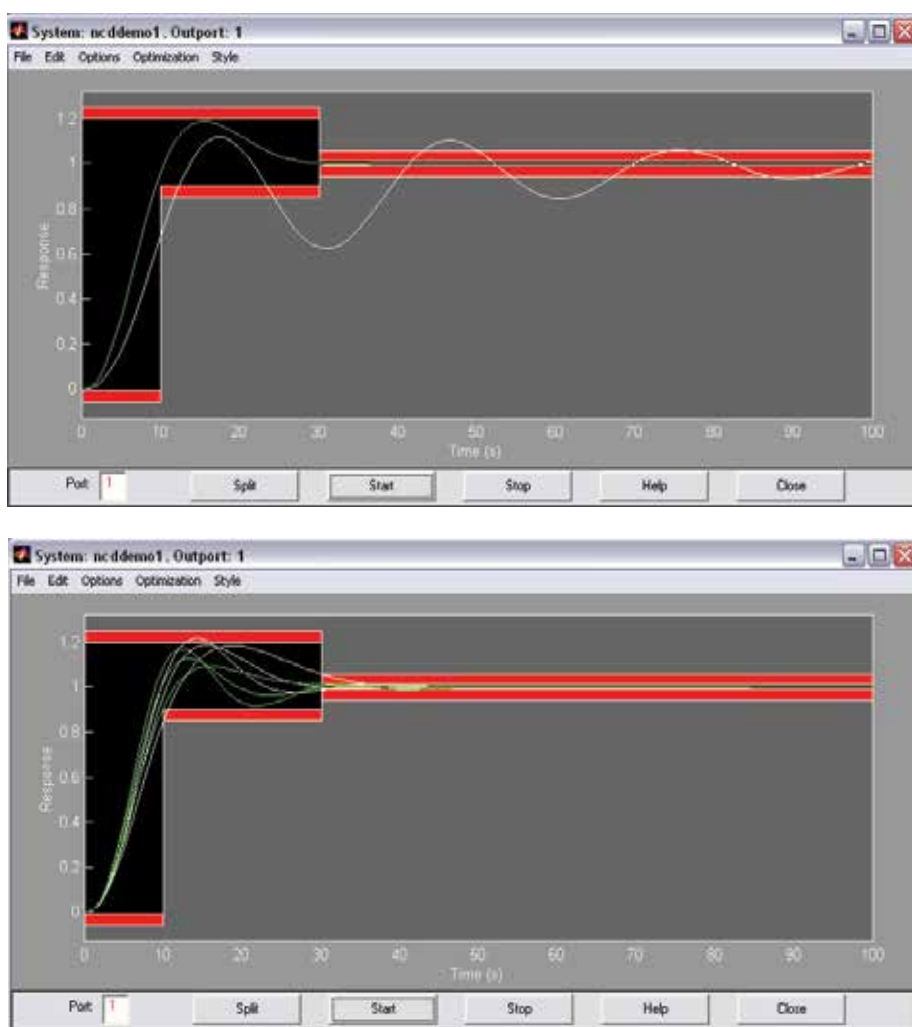 System: ncddemo1, Outport: 1
File Edit Options Optimization Style
Response
1.2
1
0.8
0.6
0.4
0.2
0
0 10 20 30 40 50 60 70 80 90 100
Time (s)
Port 1 Split Start Stop Help Close
System: ncddemo1, Outport: 1
File Edit Options Optimization Style
Response
1.2
1
0.8
0.6
0.4
0.2
0
0 10 20 30 40 50 60 70 80 90 100
Time (s)
Port 1 Split Start Stop Help Close